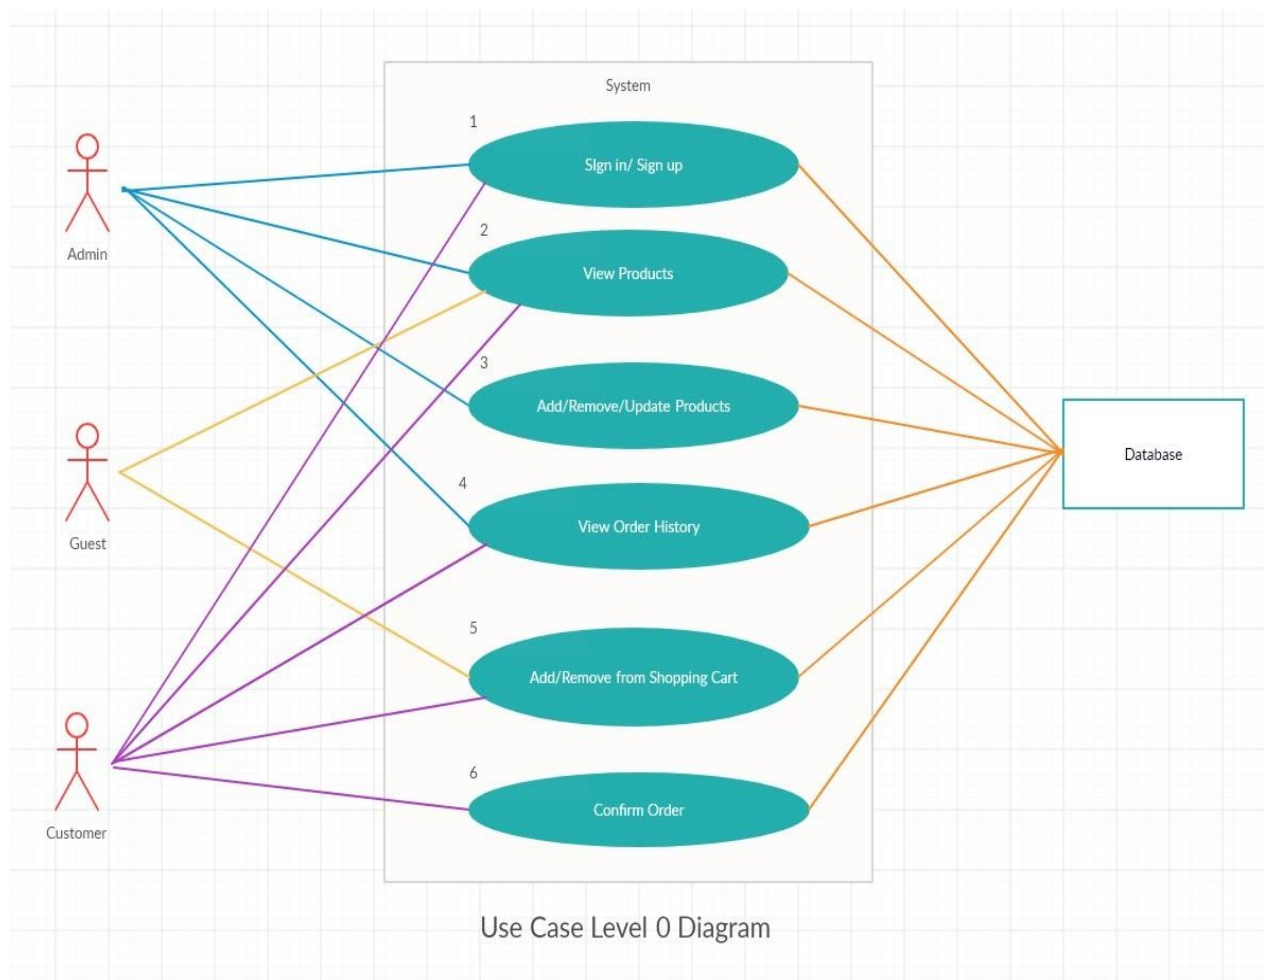 System
1
SIgn in/ Sign up
Admin
2
View Products
3
Add/Remove/Update Products
Database
4
View Order History
Guest
5
Add/Remove from Shopping Cart
6
Confirm Order
Customer
Use Case Level 0 Diagram